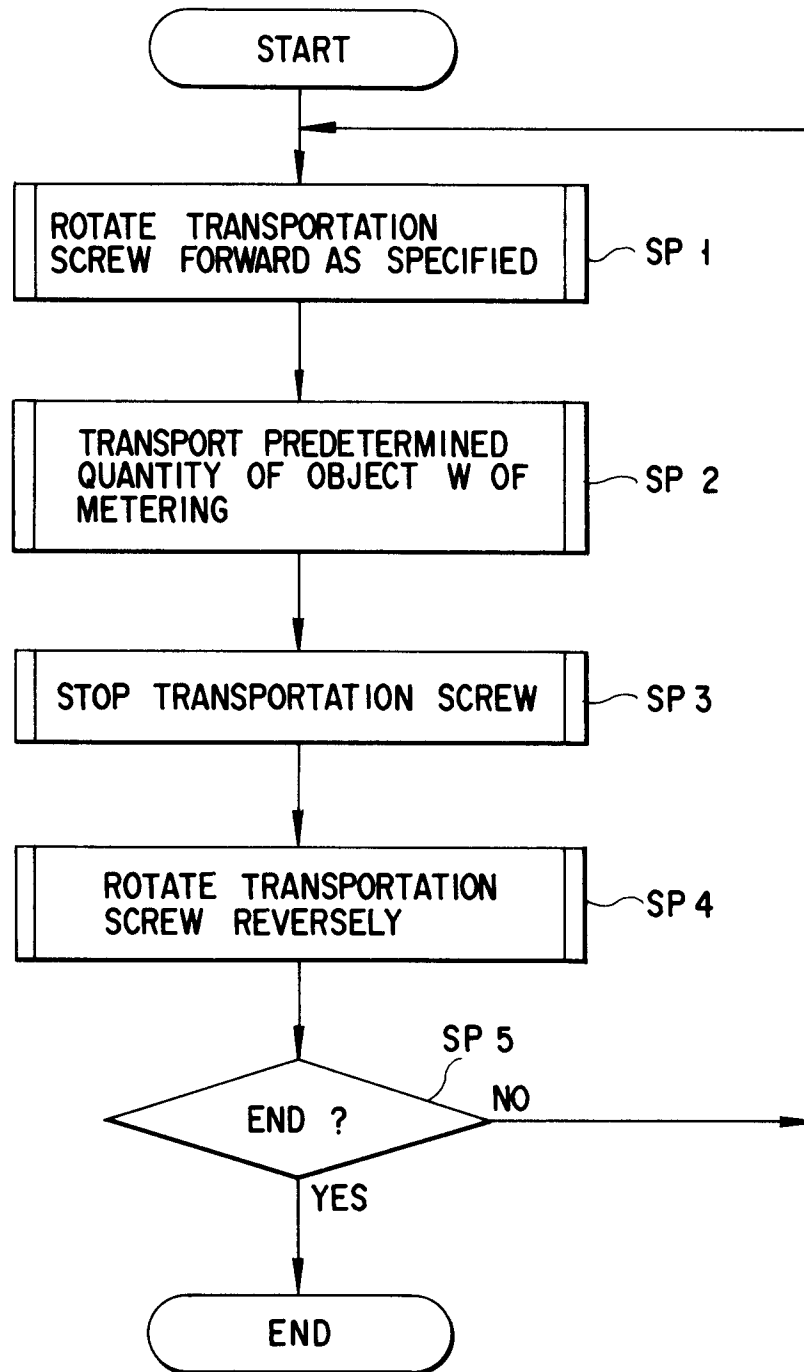 START
ROTATE TRANSPORTATION
SCREW FORWARD AS SPECIFIED
SP 1
TRANSPORT PREDETERMINED
QUANTITY OF OBJECT W OF
METERING
SP 2
STOP TRANSPORTATION SCREW
SP 3
ROTATE TRANSPORTATION
SCREW REVERSELY
SP 4
SP 5
END ?
NO
YES
END